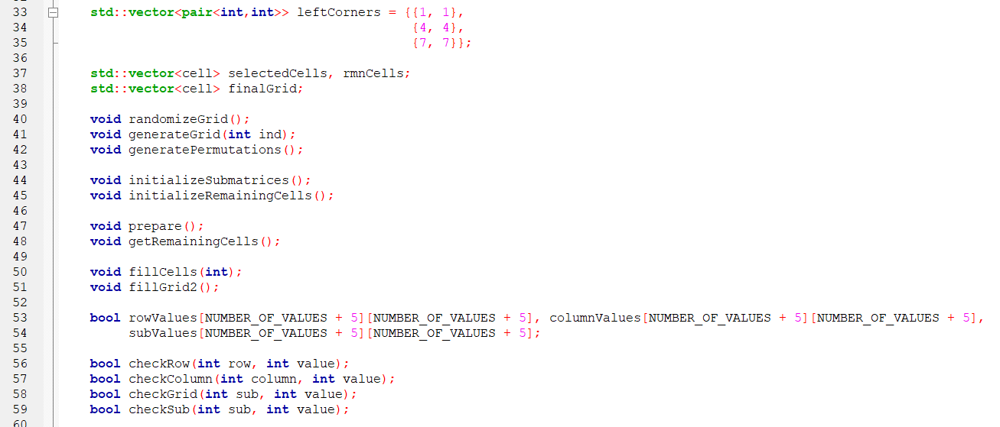 33 std::vector<pair<int,int>> leftCorners = {{1, 1},
34 {4, 4},
35 {7, 7}};
36
37 std::vector<cell> selectedCells, rmnCells;
38 std::vector<cell> finalGrid;
39
40 void randomizeGrid();
41 void generateGrid(int ind);
42 void generatePermutations();
43
44 void initializeSubmatrices();
45 void initializeRemainingCells();
46
47 void prepare();
48 void getRemainingCells();
49
50 void fillCells(int);
51 void fillGrid2();
52
53 bool rowValues[NUMBER_OF_VALUES + 5][NUMBER_OF_VALUES + 5], columnValues[NUMBER_OF_VALUES + 5][NUMBER_OF_VALUES + 5],
54 subValues[NUMBER_OF_VALUES + 5][NUMBER_OF_VALUES + 5];
55
56 bool checkRow(int row, int value);
57 bool checkColumn(int column, int value);
58 bool checkGrid(int sub, int value);
59 bool checkSub(int sub, int value);
60